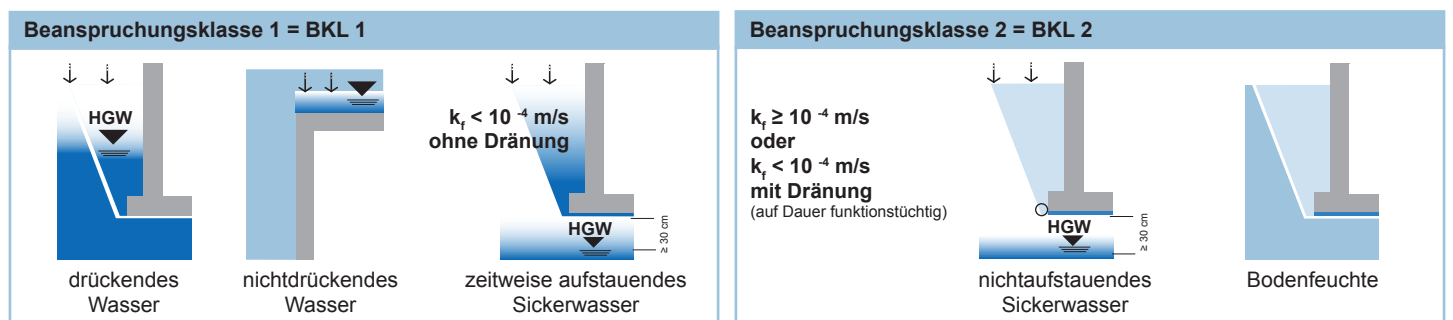 Beanspruchungsklasse 1 = BKL 1
HGW
drückendes
Wasser
nichtdrückendes
Wasser
k_f < 10 ⁻⁴ m/s
ohne Dränung
HGW
≥ 30 cm
zeitweise aufstauendes
Sickerwasser
Beanspruchungsklasse 2 = BKL 2
k_f ≥ 10 ⁻⁴ m/s
oder
k_f < 10 ⁻⁴ m/s
mit Dränung
(auf Dauer funktionstüchtig)
HGW
≥ 30 cm
nichtaufstauendes
Sickerwasser
Bodenfeuchte